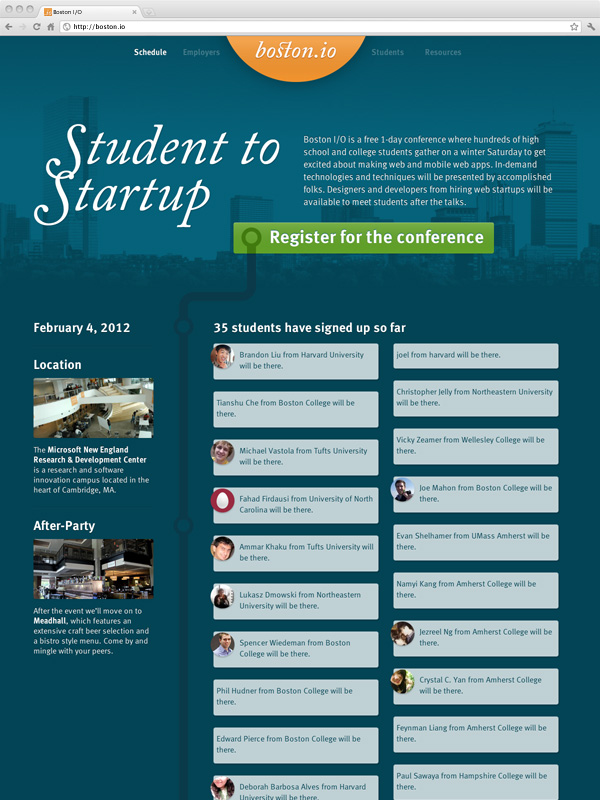 Boston I/O
http://boston.io
Schedule
Employers
boston.io
Students
Resources
Student to
Startup
Boston I/O is a free 1-day conference where hundreds of high
school and college students gather on a winter Saturday to get
excited about making web and mobile web apps. In-demand
technologies and techniques will be presented by accomplished
folks. Designers and developers from hiring web startups will be
available to meet students after the talks.
Register for the conference
February 4, 2012
Location
The Microsoft New England
Research & Development Center
is a research and software
innovation campus located in the
heart of Cambridge, MA.
After-Party
After the event we'll move on to
Meadhall, which features an
extensive craft beer selection and
a bistro style menu. Come by and
mingle with your peers.
35 students have signed up so far
Brandon Liu from Harvard University
will be there.
Tianshu Che from Boston College will be
there.
Michael Vastola from Tufts University
will be there.
Fahad Firdausi from University of North
Carolina will be there.
Ammar Khaku from Tufts University will
be there.
Lukasz Dmowski from Northeastern
University will be there.
Spencer Wiedeman from Boston
College will be there.
Phil Hudner from Boston College will be
there.
Edward Pierce from Boston College will be
there.
Deborah Barbosa Alves from Harvard
University will be there.
joel from harvard will be there.
Christopher Jelly from Northeastern University
will be there.
Vicky Zeamer from Wellesley College will be
there.
Joe Mahon from Boston College will be
there.
Evan Shelhamer from UMass Amherst will be
there.
Namyi Kang from Amherst College will be
there.
Jezreel Ng from Amherst College will be
there.
Crystal C. Yan from Amherst College
will be there.
Feynman Liang from Amherst College will be
there.
Paul Sawaya from Hampshire College will be
there.